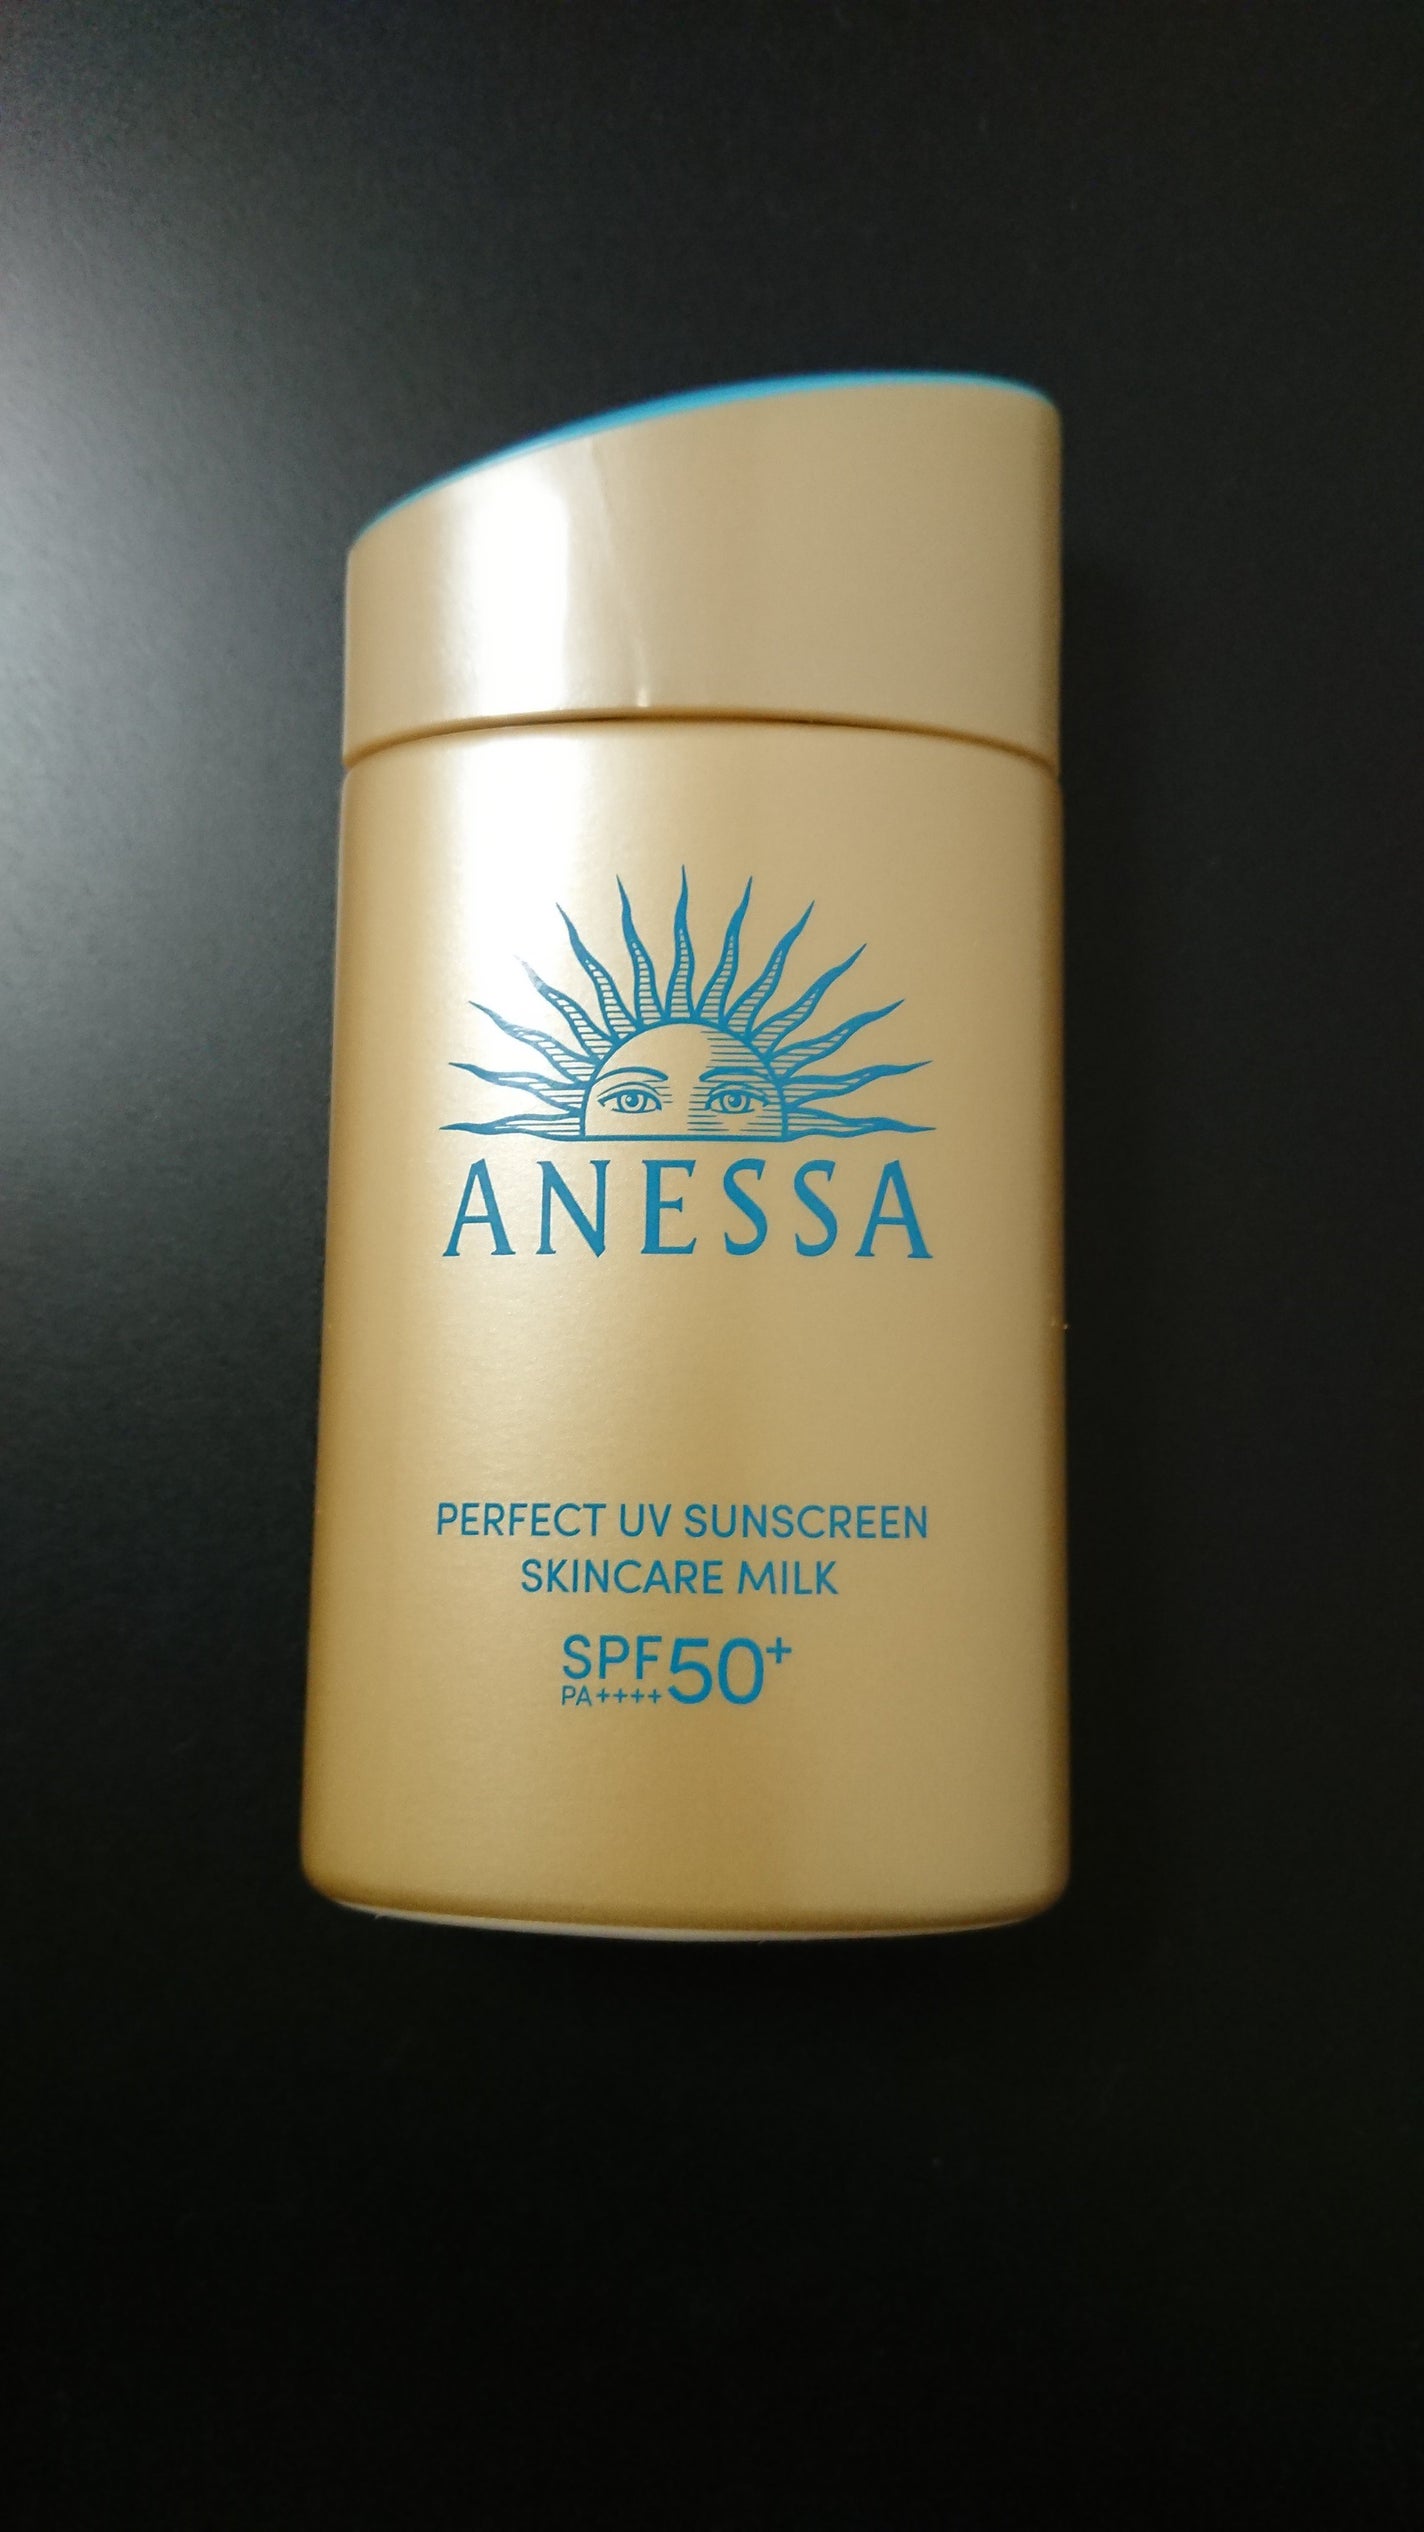 ANESSA
PERFECT UV SUNSCREEN
SKINCARE MILK
SPF50+
PA++++